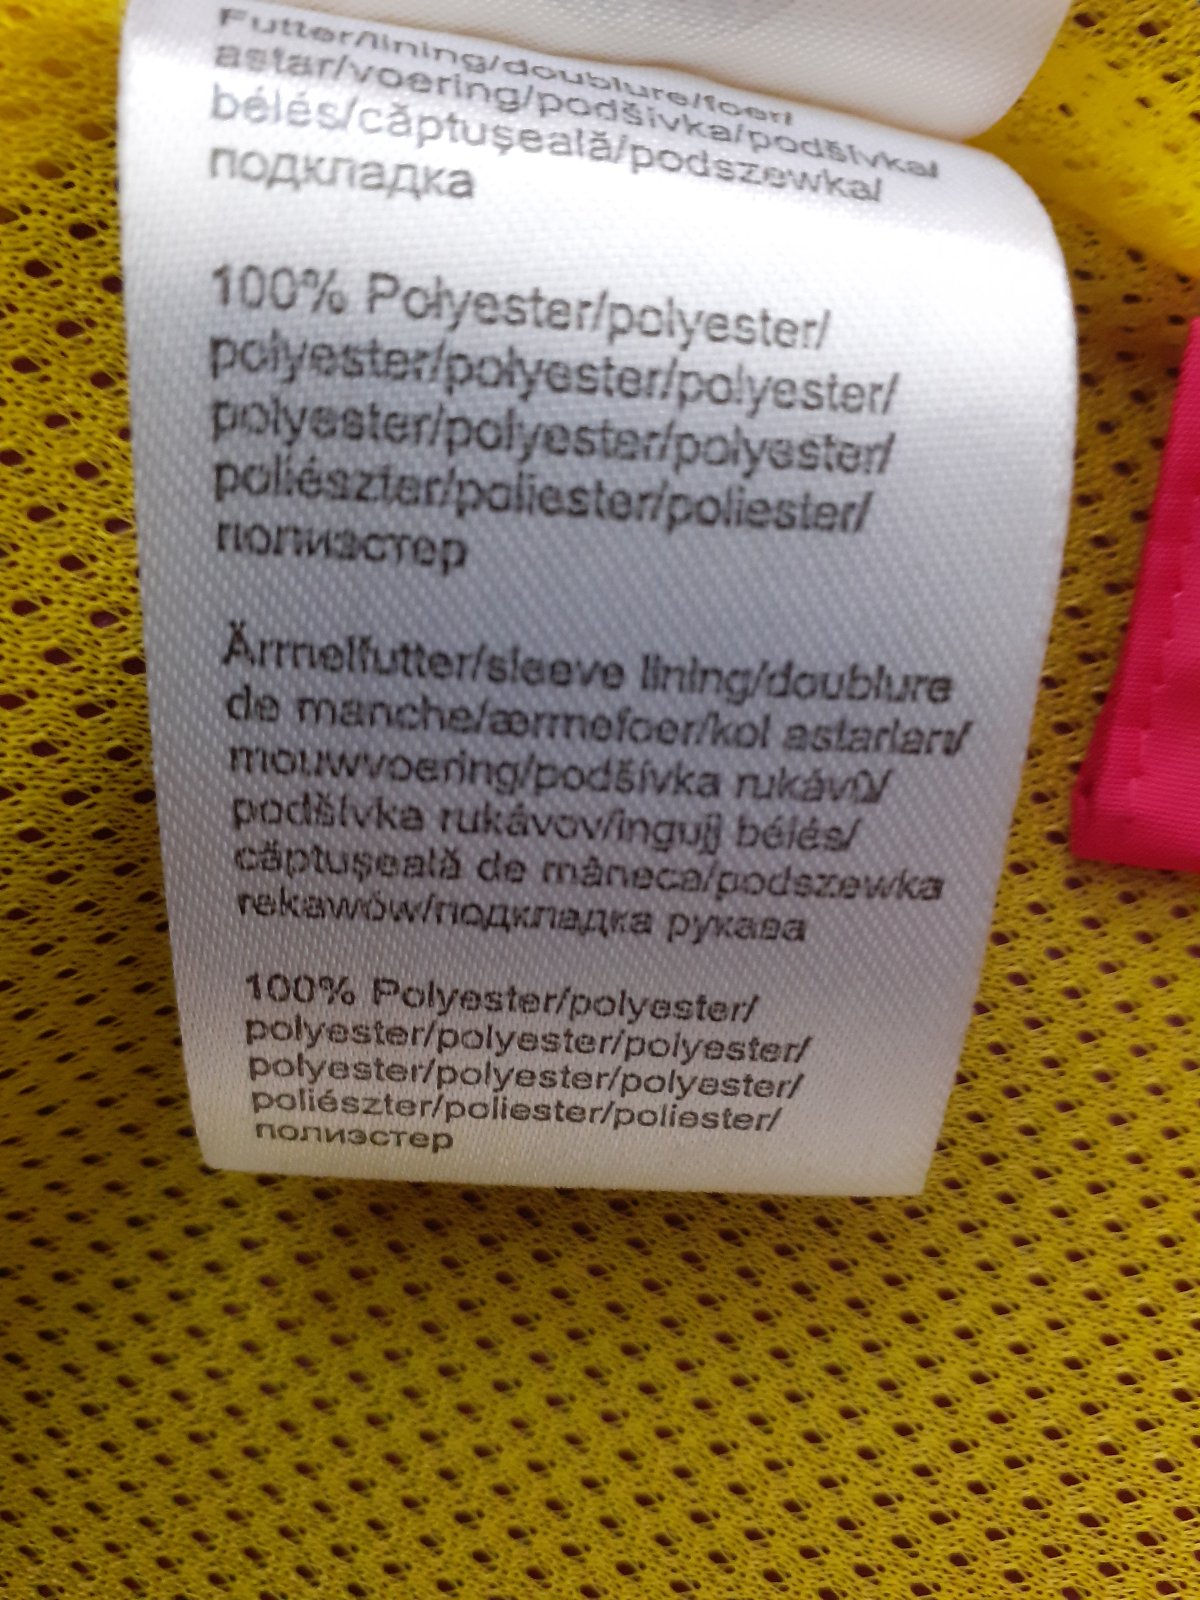 Futter/lining/doublure/foer/
astar/voering/podšívka/podšívka/
bélés/căptușeală/podszewka/
подкладка
100% Polyester/polyester/
polyester/polyester/polyester/
polyester/polyester/polyester/
poliészter/poliester/poliester/
полиэстер
Ärmelfutter/sleeve lining/doublure
de manche/ærmefoer/kol astarları/
mouwvoering/podšívka rukávů/
podšívka rukávov/ingujj bélés/
căptușeală de mâneca/podszewka
rekawów/подкладка рукава
100% Polyester/polyester/
polyester/polyester/polyester/
polyester/polyester/polyester/
poliészter/poliester/poliester/
полиэстер